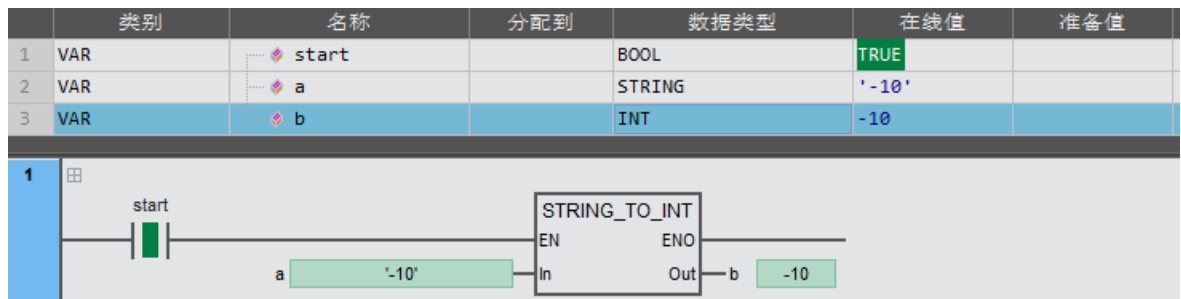 类别 名称 分配到 数据类型 在线值 准备值
1 VAR start BOOL TRUE
2 VAR a STRING '-10'
3 VAR b INT -10
1
start
STRING_TO_INT
EN ENO
a '-10' In Out b -10